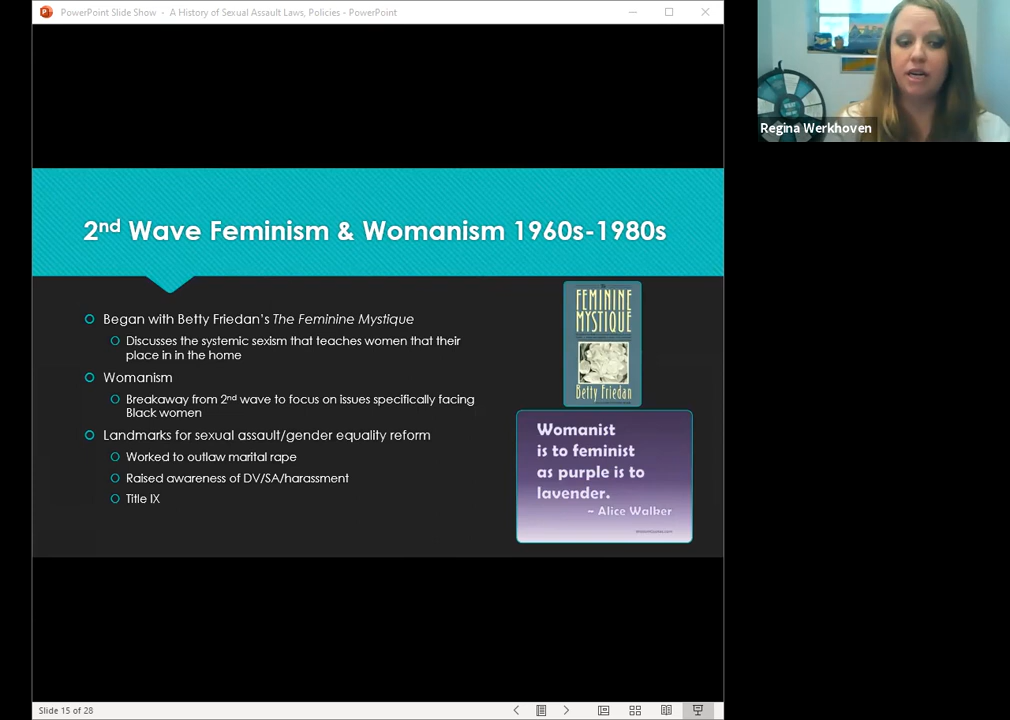 PowerPoint Slide Show - A History of Sexual Assault Laws, Policies - PowerPoint
Regina Werkhoven
2nd Wave Feminism & Womanism 1960s-1980s
Began with Betty Friedan's The Feminine Mystique
Discusses the systemic sexism that teaches women that their
place in in the home
Womanism
Breakaway from 2nd wave to focus on issues specifically facing
Black women
Landmarks for sexual assault/gender equality reform
Worked to outlaw marital rape
Raised awareness of DV/SA/harassment
Title IX
FEMININE
MYSTIQUE
Betty Friedan
Womanist
is to feminist
as purple is to
lavender.
– Alice Walker
Slide 15 of 28